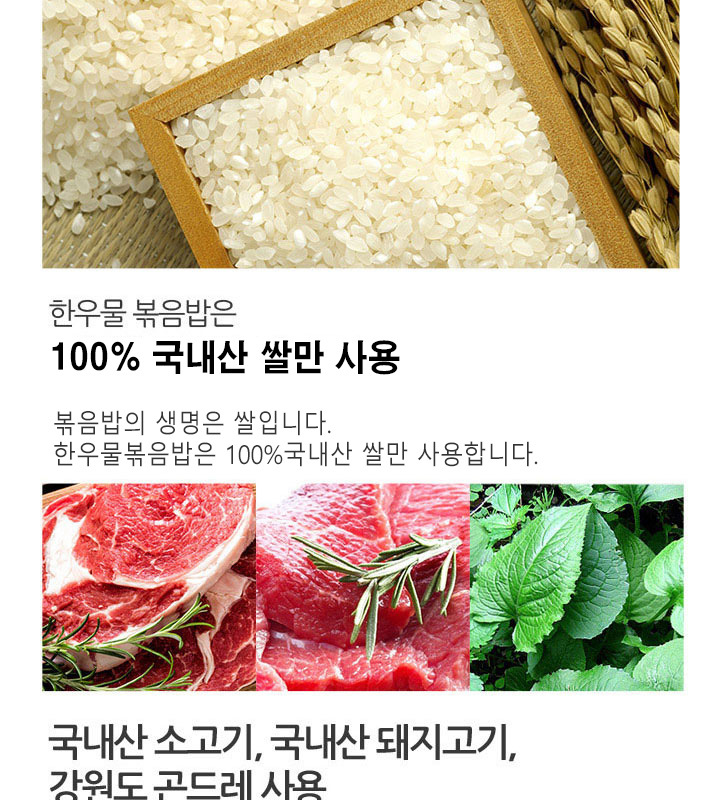 한우물 볶음밥은
100% 국내산 쌀만 사용
볶음밥의 생명은 쌀입니다.
한우물볶음밥은 100%국내산 쌀만 사용합니다.
국내산 소고기, 국내산 돼지고기,
강원도 곤드레 사용